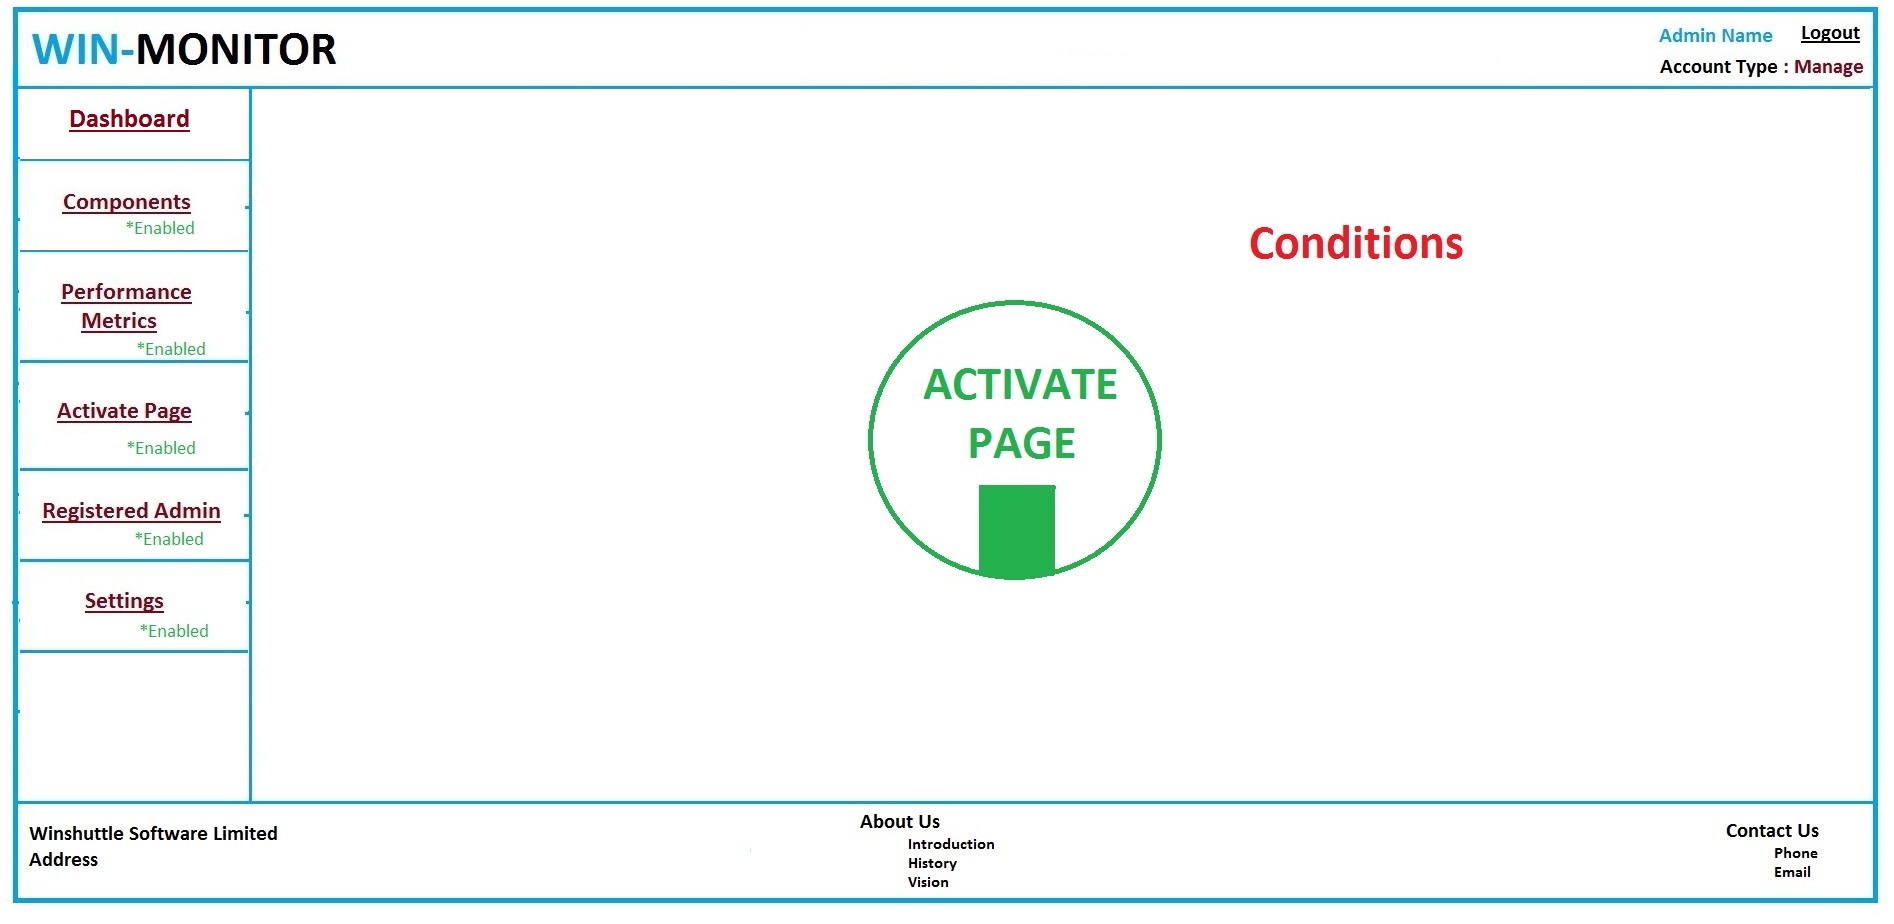 WIN-MONITOR
Admin Name Logout
Account Type : Manage
Dashboard
Components
*Enabled
Performance
Metrics
*Enabled
Activate Page
*Enabled
Registered Admin
*Enabled
Settings
*Enabled
Conditions
ACTIVATE
PAGE
Winshuttle Software Limited
Address
About Us
Introduction
History
Vision
Contact Us
Phone
Email